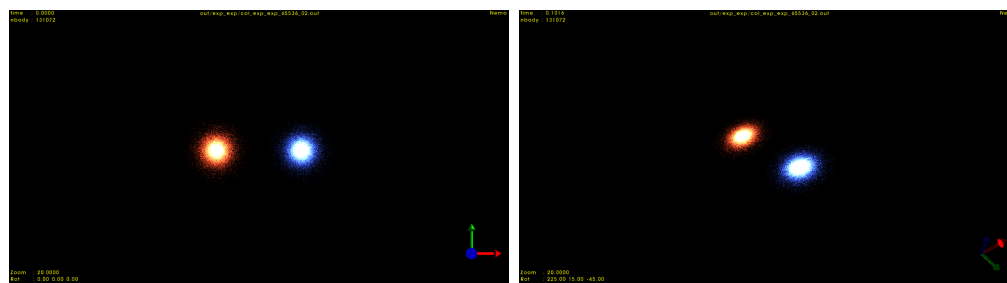 time : 0.0000 out/exp_exp/col_exp_exp_65536_02.out Nemo
nbody : 131072
Zoom : 20.0000
Rot : 0.00 0.00 0.00
time : 0.1016 out/exp_exp/col_exp_exp_65536_02.out Ne
nbody : 131072
Zoom : 20.0000
Rot : 225.00 15.00 -45.00